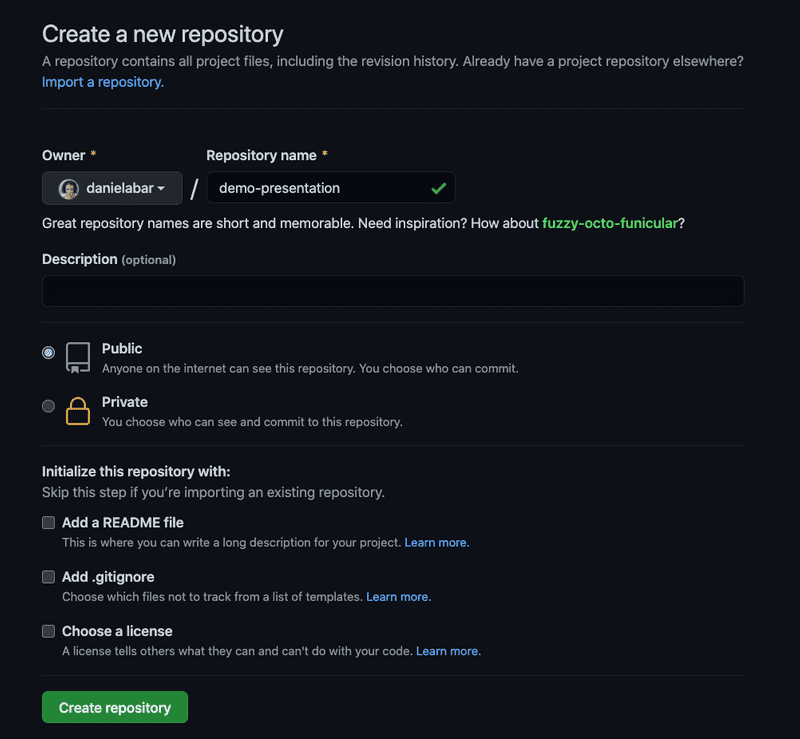 Create a new repository
A repository contains all project files, including the revision history. Already have a project repository elsewhere?
Import a repository.
Owner * Repository name *
danielabar / demo-presentation
Great repository names are short and memorable. Need inspiration? How about fuzzy-octo-funicular?
Description (optional)
Public
Anyone on the internet can see this repository. You choose who can commit.
Private
You choose who can see and commit to this repository.
Initialize this repository with:
Skip this step if you’re importing an existing repository.
Add a README file
This is where you can write a long description for your project. Learn more.
Add .gitignore
Choose which files not to track from a list of templates. Learn more.
Choose a license
A license tells others what they can and can't do with your code. Learn more.
Create repository